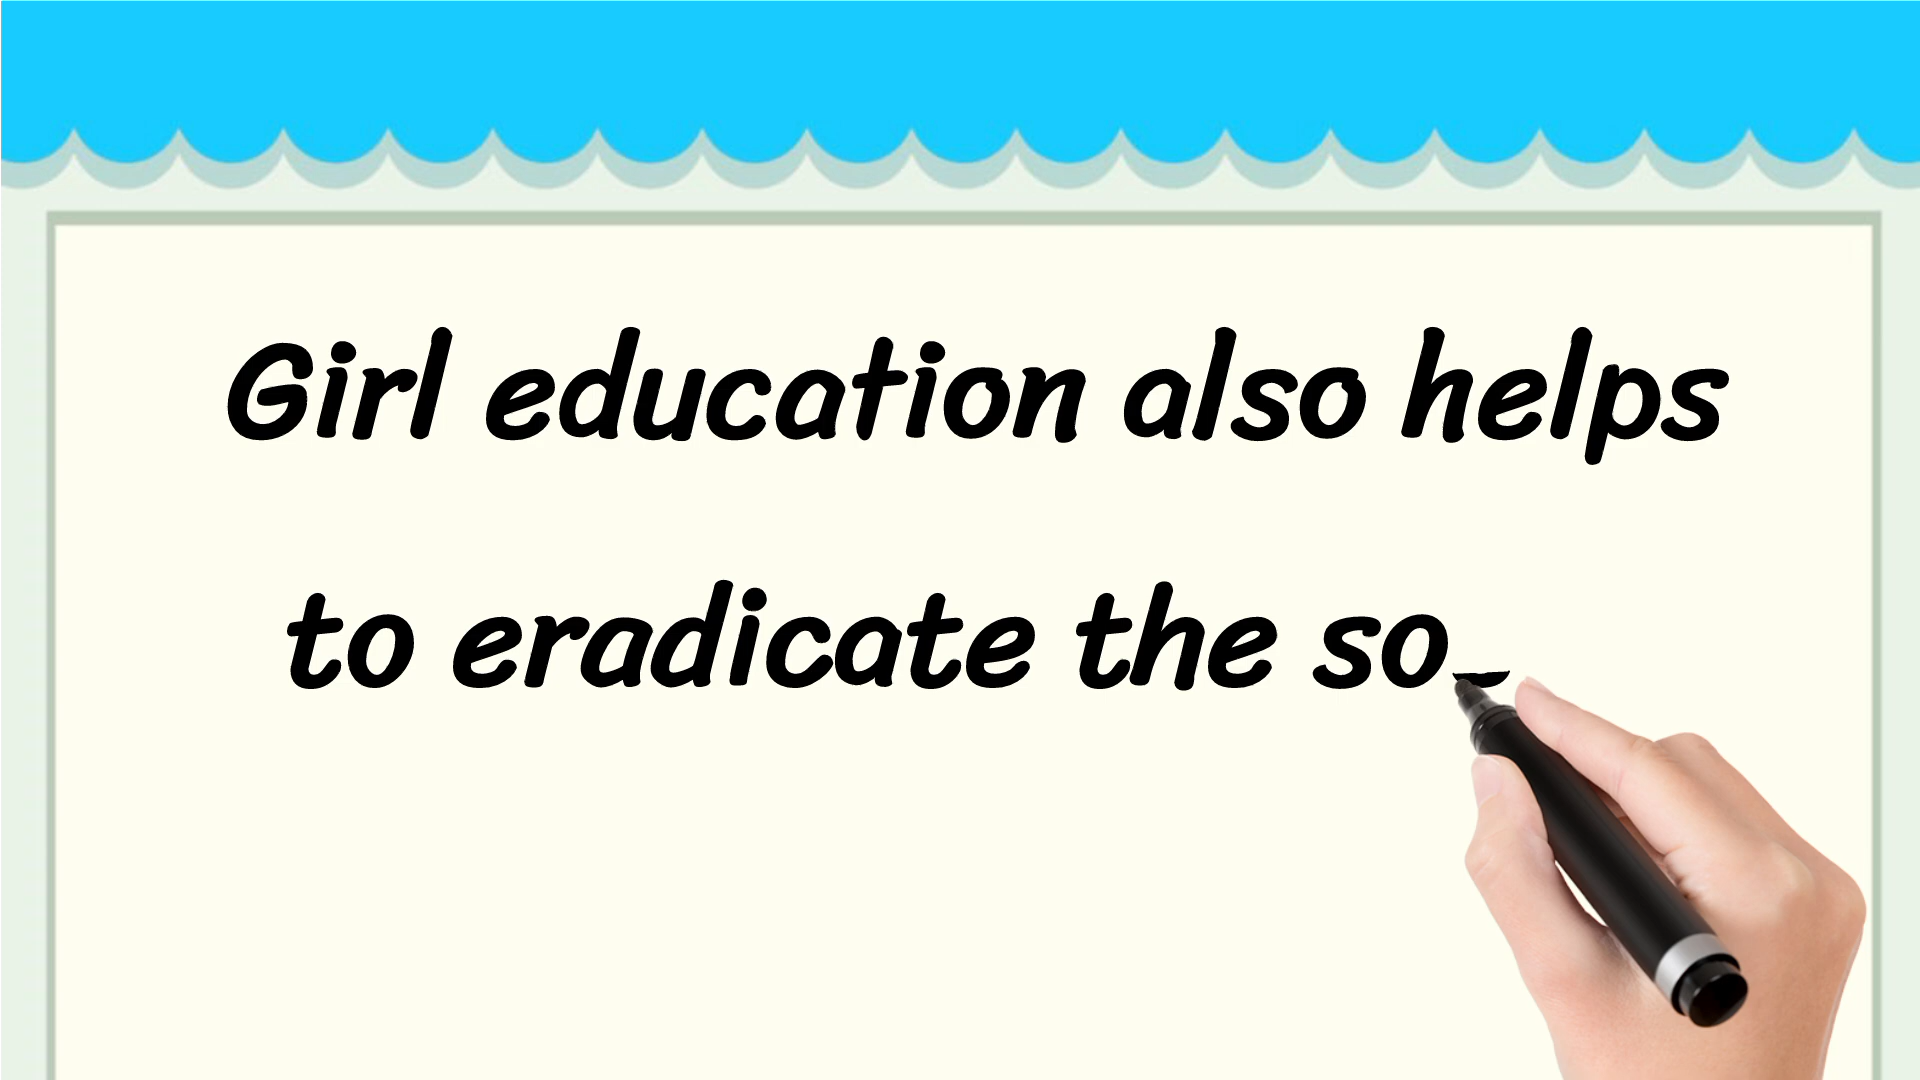 Girl education also helps
to eradicate the so